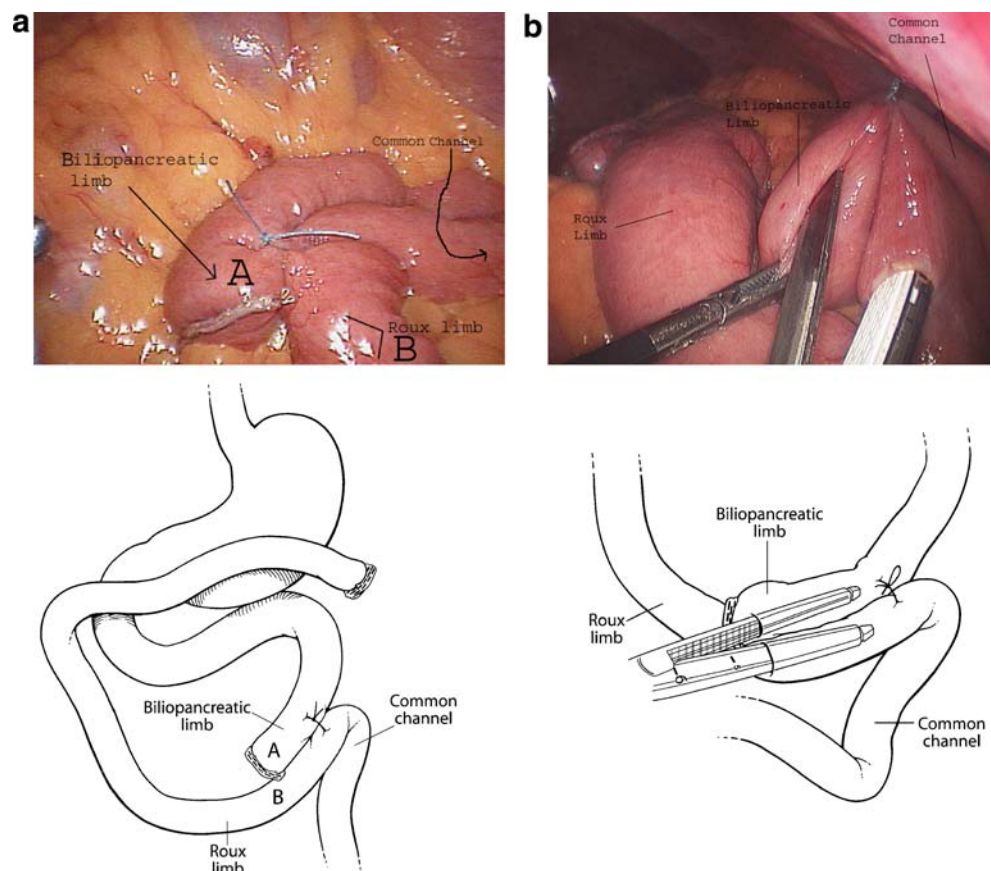 a
Biliopancreatic
limb
Common Channel
A
Roux limb
B
b
Common
Channel
Biliopancreatic
Limb
Roux
Limb
Biliopancreatic
limb
A
B
Common
channel
Roux
limb
Biliopancreatic
limb
Roux
limb
Common
channel